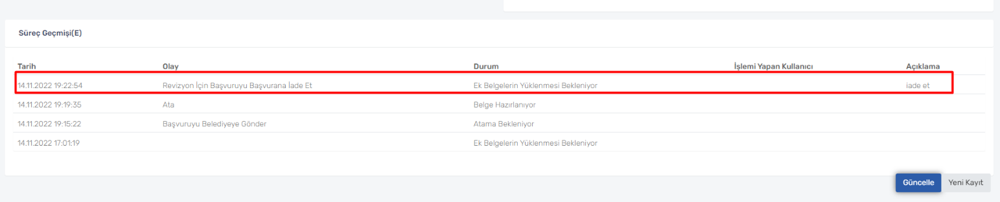 Süreç Geçmişi(E)
Tarih Olay Durum İşlemi Yapan Kullanıcı Açıklama
14.11.2022 19:22:54 Revizyon İçin Başvuruyu Başvurana İade Et Ek Belgelerin Yüklenmesi Bekleniyor iade et
14.11.2022 19:19:35 Ata Belge Hazırlanıyor
14.11.2022 19:15:22 Başvuruyu Belediyeye Gönder Atama Bekleniyor
14.11.2022 17:01:19 Ek Belgelerin Yüklenmesi Bekleniyor
Güncelle Yeni Kayıt